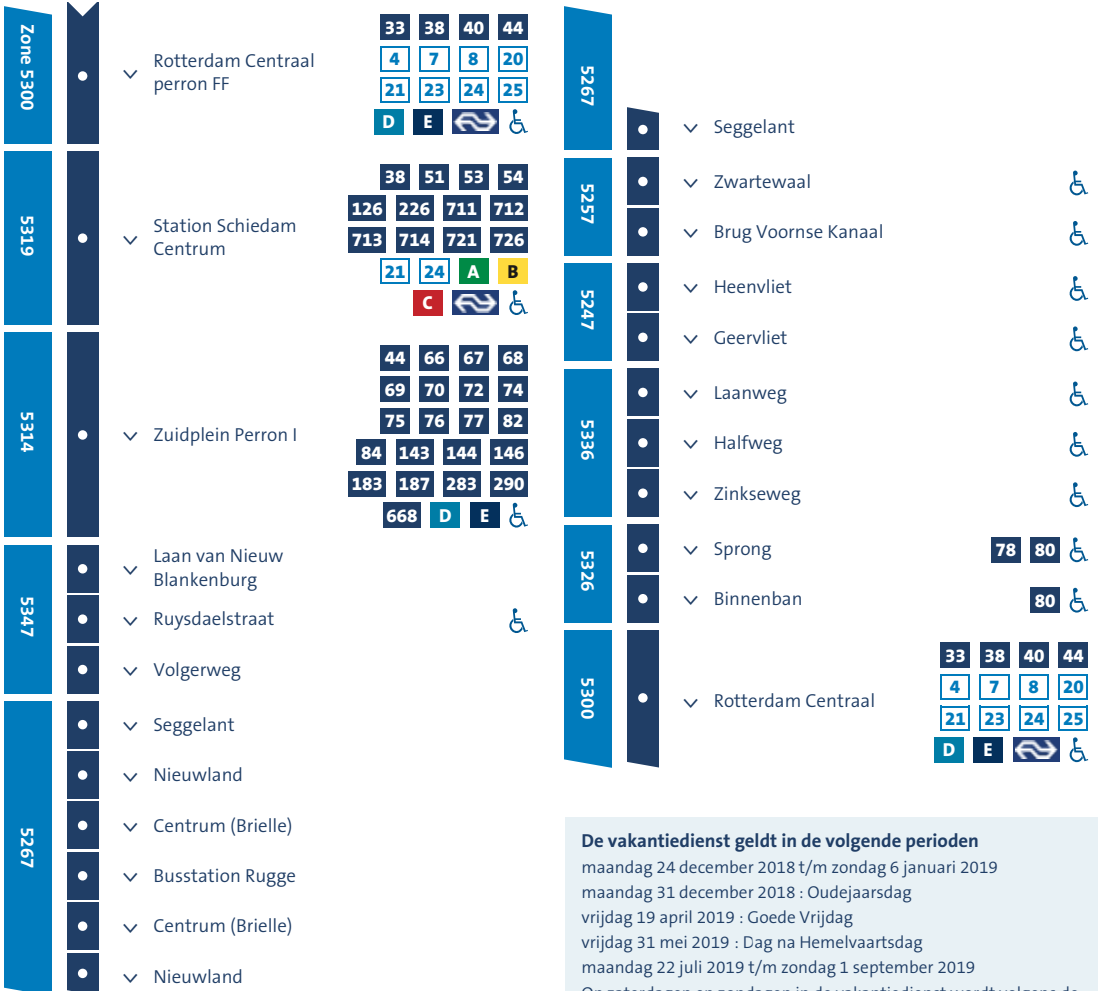 Zone 5300
Rotterdam Centraal
perron FF
33 38 40 44
4 7 8 20
21 23 24 25
D E
5319
Station Schiedam
Centrum
38 51 53 54
126 226 711 712
713 714 721 726
21 24 A B
C
5314
Zuidplein Perron I
44 66 67 68
69 70 72 74
75 76 77 82
84 143 144 146
183 187 283 290
668 D E
5347
Laan van Nieuw
Blankenburg
Ruysdaelstraat
Volgerweg
5267
Seggelant
Nieuwland
Centrum (Brielle)
Busstation Rugge
Centrum (Brielle)
Nieuwland
5267
Seggelant
5257
Zwartewaal
Brug Voornse Kanaal
5247
Heenvliet
Geervliet
5336
Laanweg
Halfweg
Zinkseweg
5326
Sprong 78 80
Binnenban 80
5300
Rotterdam Centraal
33 38 40 44
4 7 8 20
21 23 24 25
D E
De vakantiedienst geldt in de volgende perioden
maandag 24 december 2018 t/m zondag 6 januari 2019
maandag 31 december 2018 : Oudejaarsdag
vrijdag 19 april 2019 : Goede Vrijdag
vrijdag 31 mei 2019 : Dag na Hemelvaartsdag
maandag 22 juli 2019 t/m zondag 1 september 2019